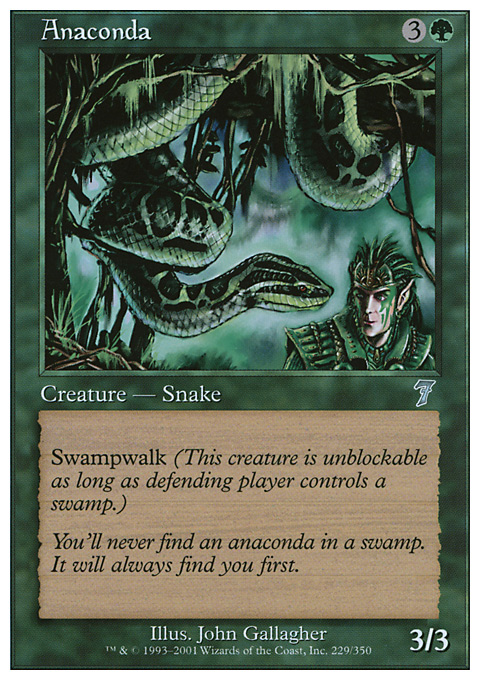 Anaconda 3
Creature — Snake 7
Swampwalk (This creature is unblockable
as long as defending player controls a
swamp.)
You'll never find an anaconda in a swamp.
It will always find you first.
Illus. John Gallagher
™ & © 1993–2001 Wizards of the Coast, Inc. 229/350
3/3